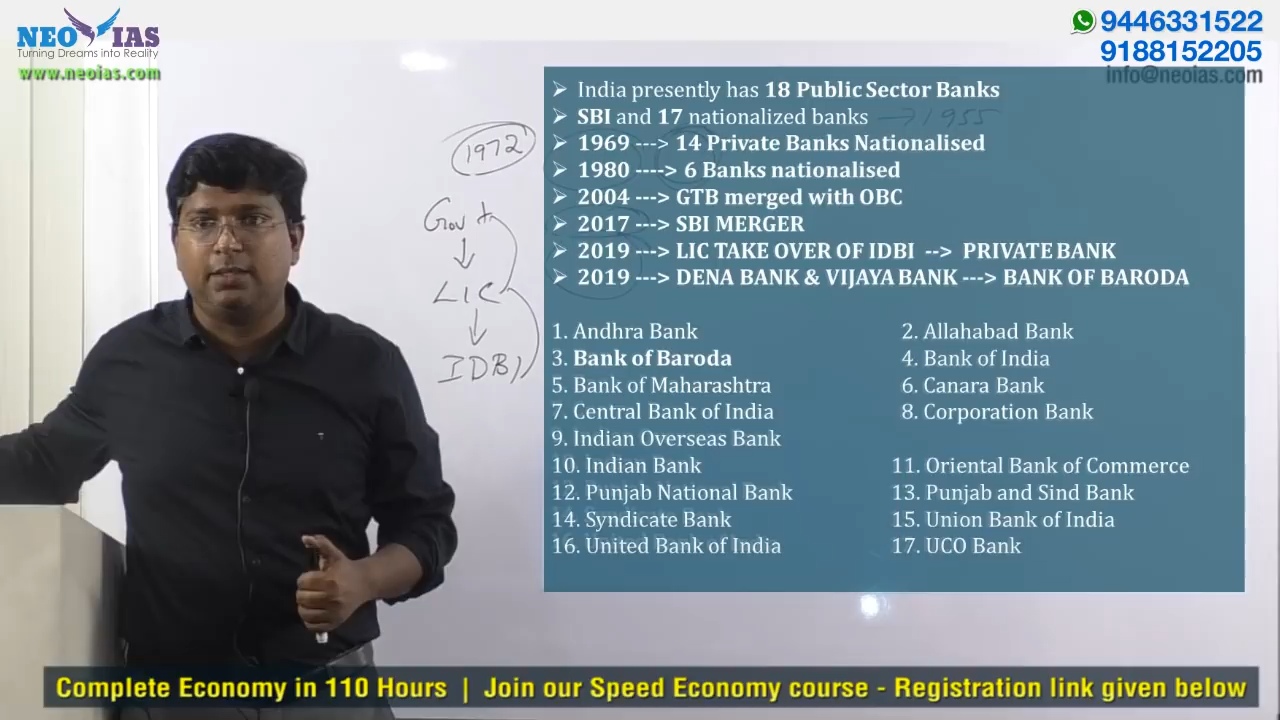 NEO IAS
Turning Dreams into Reality
www.neoias.com
9446331522
9188152205
info@neoias.com
➢ India presently has 18 Public Sector Banks
➢ SBI and 17 nationalized banks → 1955
➢ 1969 ---> 14 Private Banks Nationalised
➢ 1980 ----> 6 Banks nationalised
➢ 2004 ---> GTB merged with OBC
➢ 2017 ---> SBI MERGER
➢ 2019 ---> LIC TAKE OVER OF IDBI --> PRIVATE BANK
➢ 2019 ---> DENA BANK & VIJAYA BANK ---> BANK OF BARODA
1. Andhra Bank 2. Allahabad Bank
3. Bank of Baroda 4. Bank of India
5. Bank of Maharashtra 6. Canara Bank
7. Central Bank of India 8. Corporation Bank
9. Indian Overseas Bank
10. Indian Bank 11. Oriental Bank of Commerce
12. Punjab National Bank 13. Punjab and Sind Bank
14. Syndicate Bank 15. Union Bank of India
16. United Bank of India 17. UCO Bank
1972
Govt
LIC
IDBI
Complete Economy in 110 Hours | Join our Speed Economy course - Registration link given below